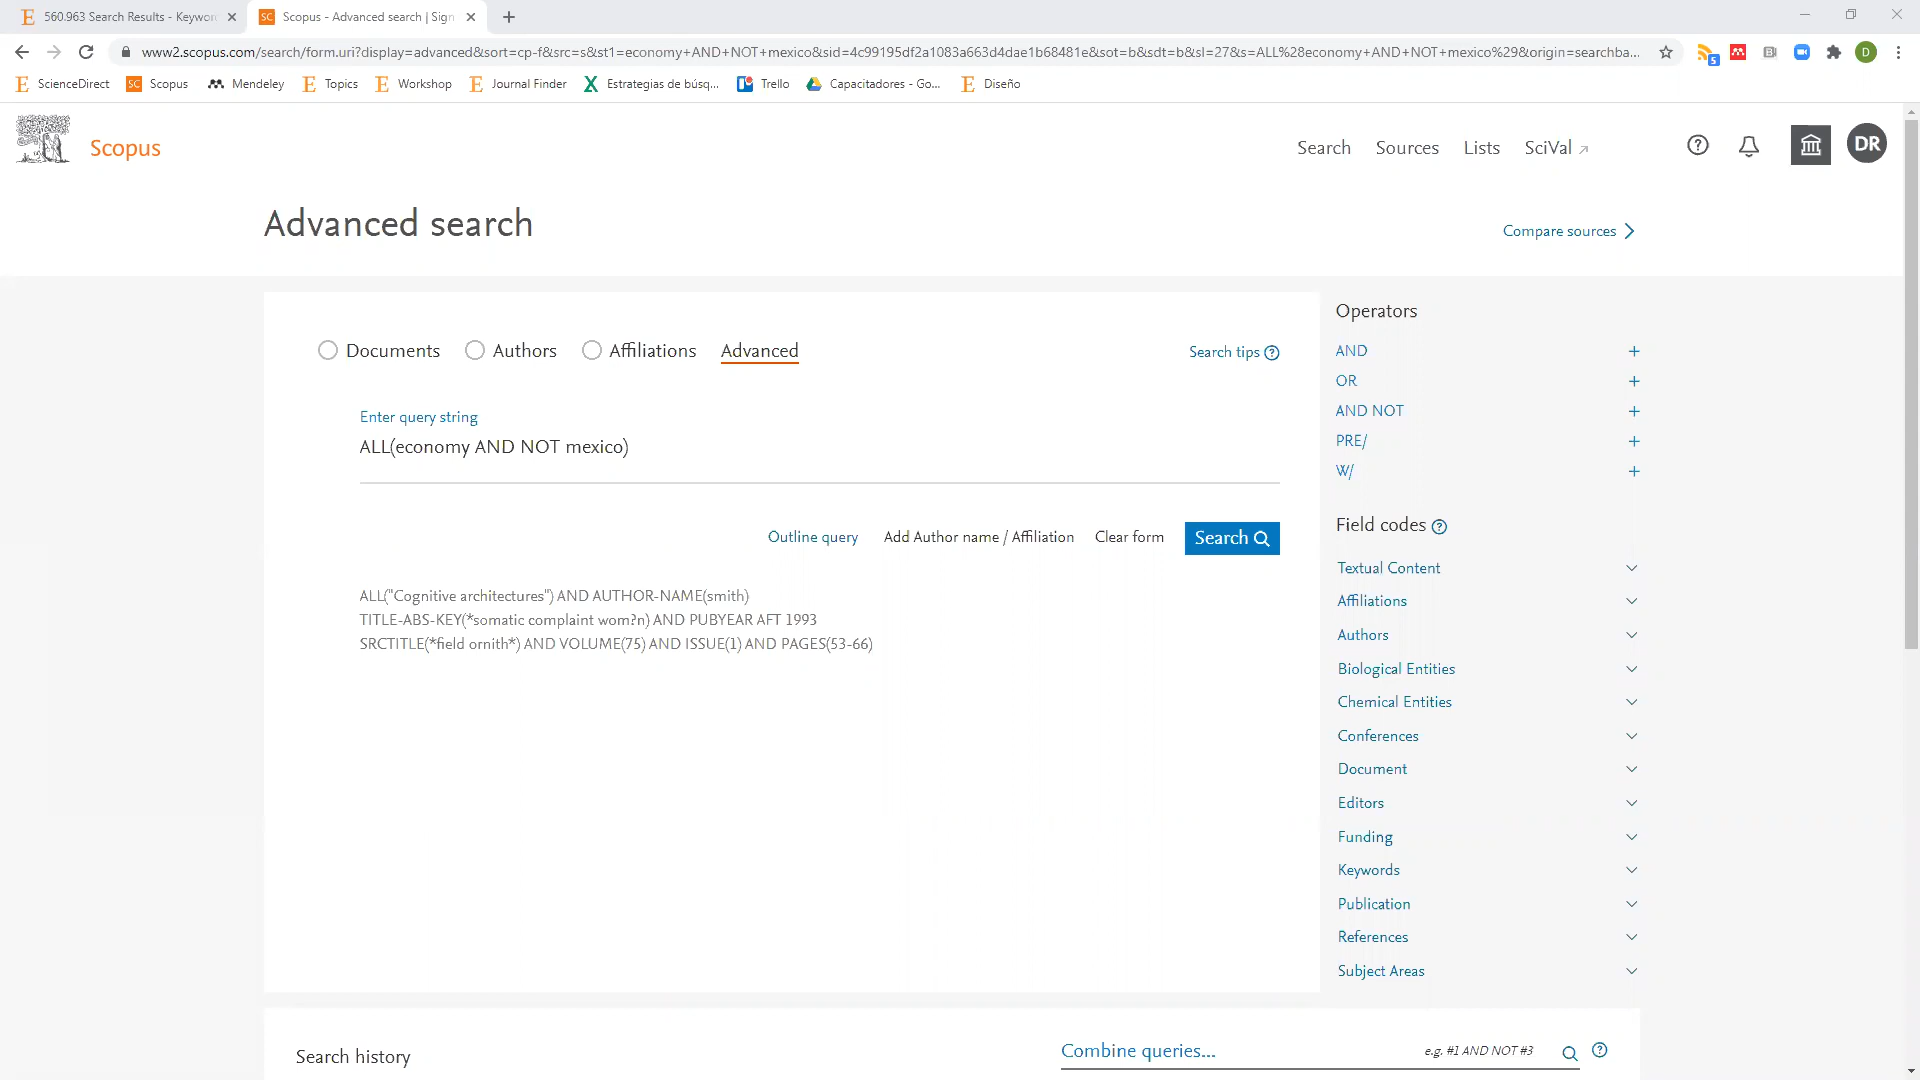 560.963 Search Results - Keywor
Scopus - Advanced search | Sign
www2.scopus.com/search/form.uri?display=advanced&sort=cp-f&src=s&st1=economy+AND+NOT+mexico&sid=4c99195df2a1083a663d4dae1b68481e&sot=b&sdt=b&sl=27&s=ALL%28economy+AND+NOT+mexico%29&origin=searchba...
ScienceDirect Scopus Mendeley Topics Workshop Journal Finder Estrategias de búsq... Trello Capacitadores - Go... Diseño
Scopus
Search Sources Lists SciVal
DR
Advanced search
Compare sources
Documents Authors Affiliations Advanced
Search tips
Enter query string
ALL(economy AND NOT mexico)
Outline query Add Author name / Affiliation Clear form Search
ALL("Cognitive architectures") AND AUTHOR-NAME(smith)
TITLE-ABS-KEY(*somatic complaint wom?n) AND PUBYEAR AFT 1993
SRCTITLE(*field ornith*) AND VOLUME(75) AND ISSUE(1) AND PAGES(53-66)
Operators
AND
OR
AND NOT
PRE/
W/
Field codes
Textual Content
Affiliations
Authors
Biological Entities
Chemical Entities
Conferences
Document
Editors
Funding
Keywords
Publication
References
Subject Areas
Search history
Combine queries... e.g. #1 AND NOT #3